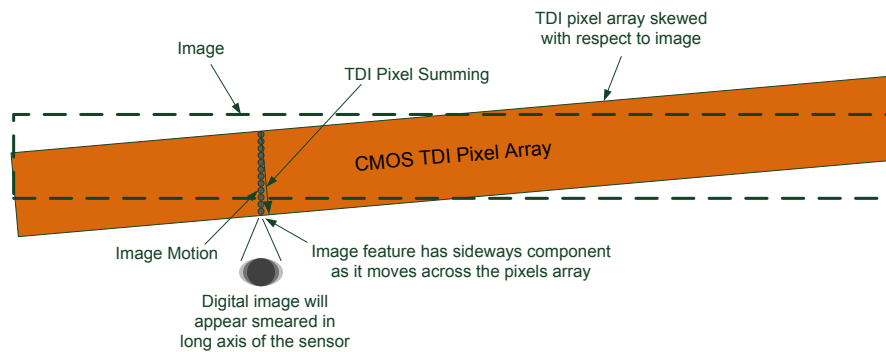 TDI pixel array skewed
with respect to image
Image
TDI Pixel Summing
CMOS TDI Pixel Array
Image Motion
Image feature has sideways component
as it moves across the pixels array
Digital image will
appear smeared in
long axis of the sensor